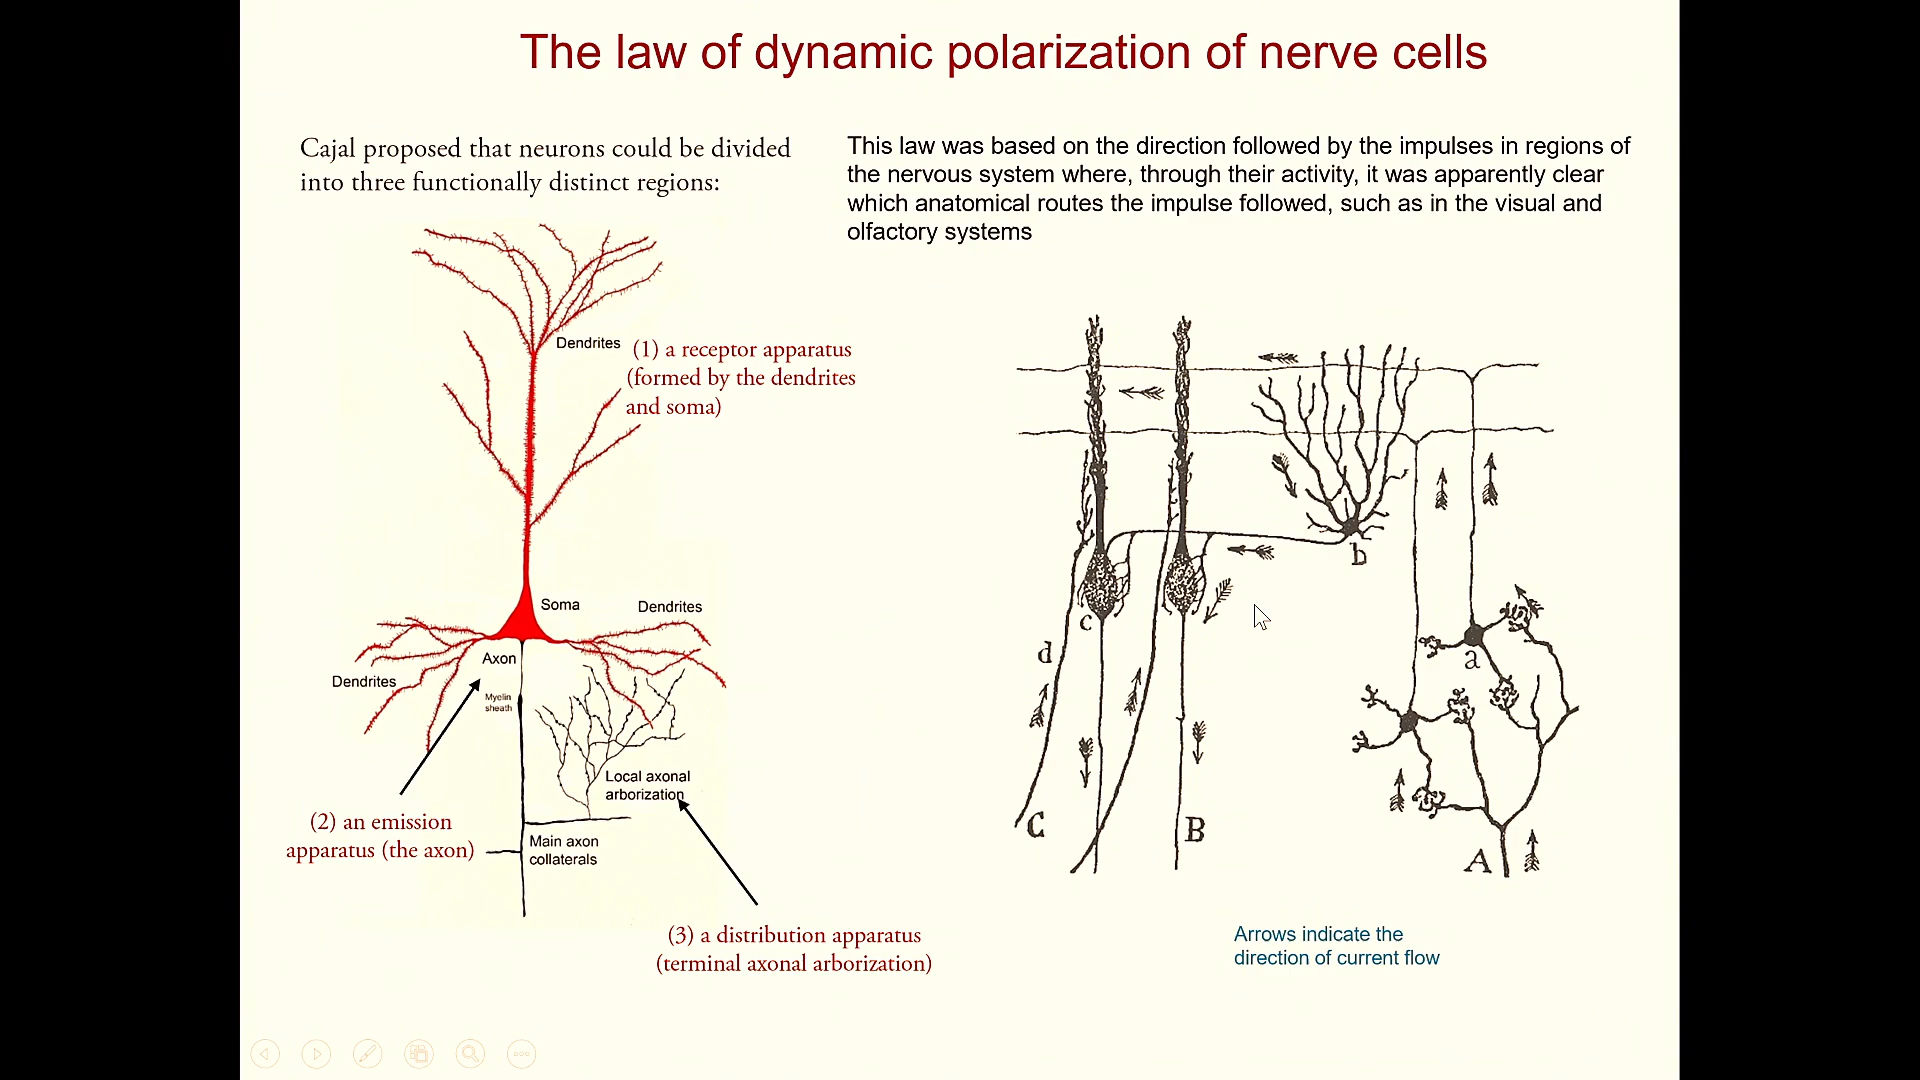 The law of dynamic polarization of nerve cells
Cajal proposed that neurons could be divided
into three functionally distinct regions:
This law was based on the direction followed by the impulses in regions of
the nervous system where, through their activity, it was apparently clear
which anatomical routes the impulse followed, such as in the visual and
olfactory systems
Dendrites
(1) a receptor apparatus
(formed by the dendrites
and soma)
Soma
Dendrites
Axon
Dendrites
Myelin
sheath
Local axonal
arborization
(2) an emission
apparatus (the axon)
Main axon
collaterals
(3) a distribution apparatus
(terminal axonal arborization)
b
c
d
a
C
B
A
Arrows indicate the
direction of current flow